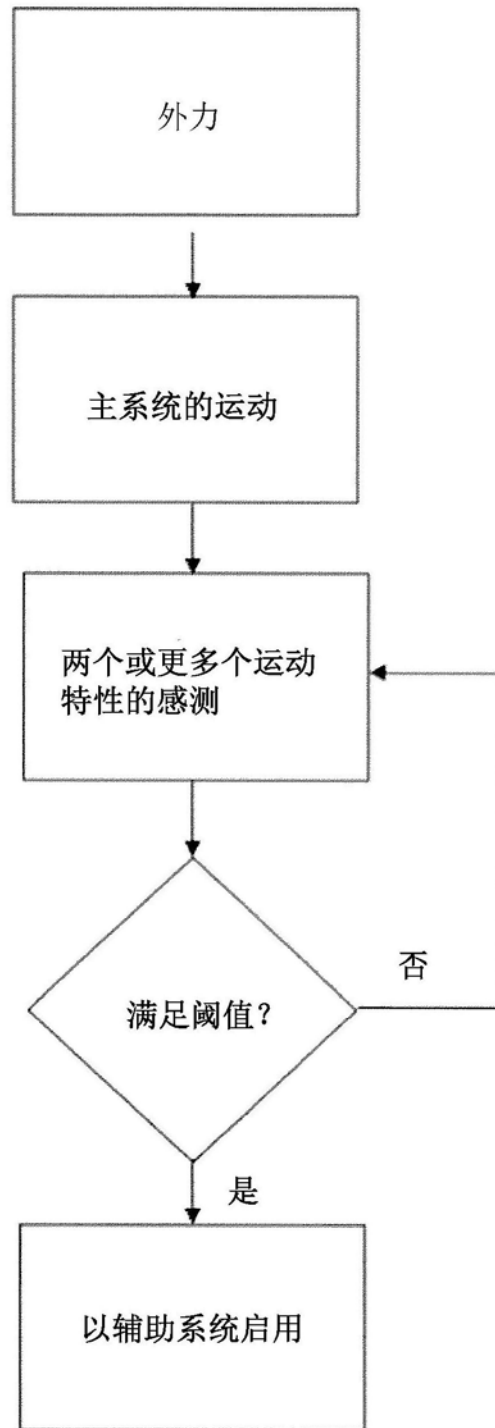 外力
主系统的运动
两个或更多个运动
特性的感测
满足阈值？
否
是
以辅助系统启用